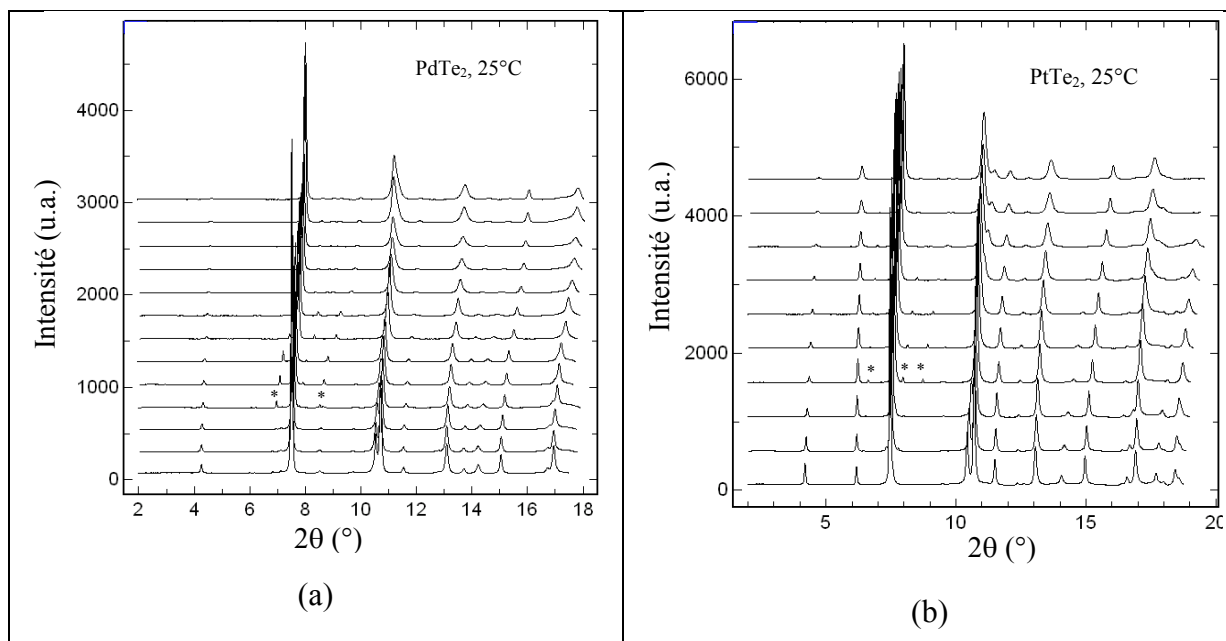 PdTe₂, 25°C
Intensité (u.a.)
4000
3000
2000
1000
0
* *
2 4 6 8 10 12 14 16 18
2θ (°)
(a)
PtTe₂, 25°C
Intensité (u.a.)
6000
4000
2000
0
* * *
5 10 15 20
2θ (°)
(b)